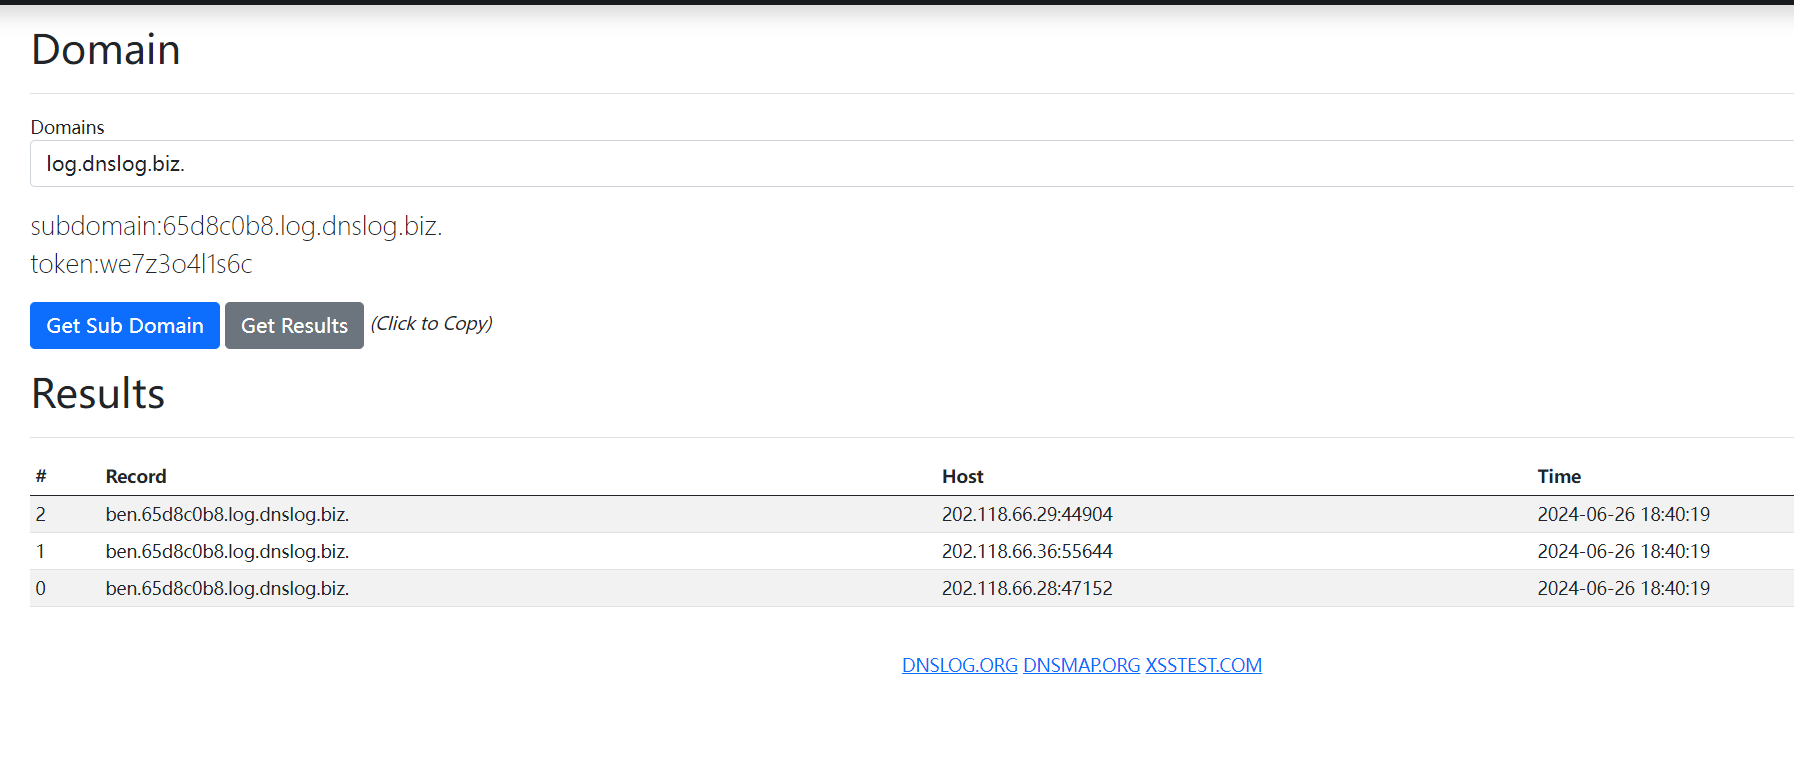 Domain
Domains
log.dnslog.biz.
subdomain:65d8c0b8.log.dnslog.biz.
token:we7z3o4l1s6c
Get Sub Domain Get Results (Click to Copy)
Results
# Record Host Time
2 ben.65d8c0b8.log.dnslog.biz. 202.118.66.29:44904 2024-06-26 18:40:19
1 ben.65d8c0b8.log.dnslog.biz. 202.118.66.36:55644 2024-06-26 18:40:19
0 ben.65d8c0b8.log.dnslog.biz. 202.118.66.28:47152 2024-06-26 18:40:19
DNSLOG.ORG DNSMAP.ORG XSSTEST.COM